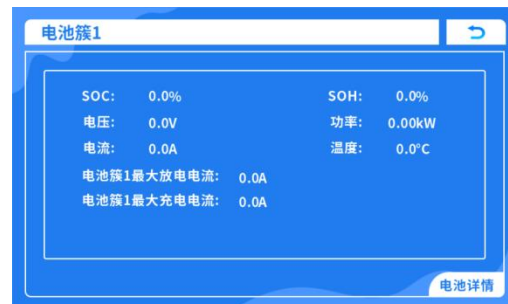 电池簇1
SOC: 0.0% SOH: 0.0%
电压: 0.0V 功率: 0.00kW
电流: 0.0A 温度: 0.0°C
电池簇1最大放电电流: 0.0A
电池簇1最大充电电流: 0.0A
电池详情